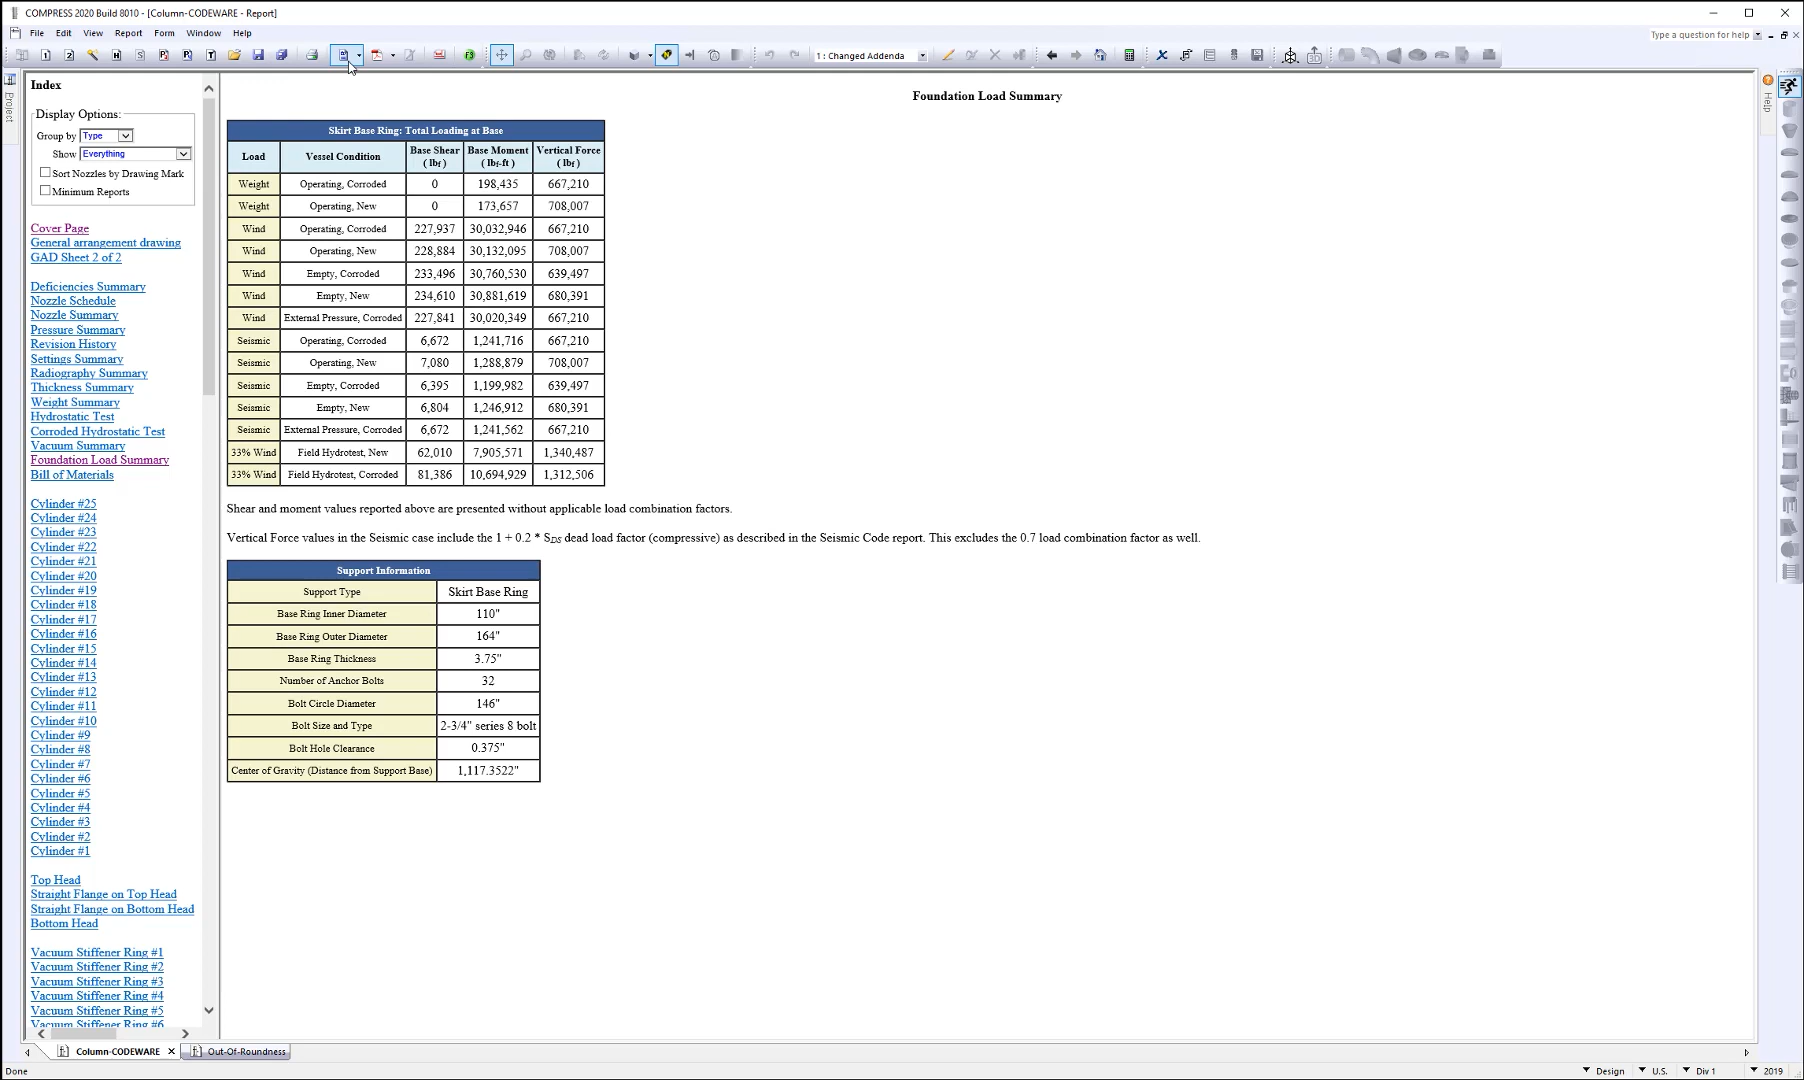 COMPRESS 2020 Build 8010 - [Column-CODEWARE - Report]
File Edit View Report Form Window Help
Type a question for help
1 : Changed Addenda
Project
Help
Index
Display Options:
Group by Type
Show Everything
Sort Nozzles by Drawing Mark
Minimum Reports
Cover Page
General arrangement drawing
GAD Sheet 2 of 2
Deficiencies Summary
Nozzle Schedule
Nozzle Summary
Pressure Summary
Revision History
Settings Summary
Radiography Summary
Thickness Summary
Weight Summary
Hydrostatic Test
Corroded Hydrostatic Test
Vacuum Summary
Foundation Load Summary
Bill of Materials
Cylinder #25
Cylinder #24
Cylinder #23
Cylinder #22
Cylinder #21
Cylinder #20
Cylinder #19
Cylinder #18
Cylinder #17
Cylinder #16
Cylinder #15
Cylinder #14
Cylinder #13
Cylinder #12
Cylinder #11
Cylinder #10
Cylinder #9
Cylinder #8
Cylinder #7
Cylinder #6
Cylinder #5
Cylinder #4
Cylinder #3
Cylinder #2
Cylinder #1
Top Head
Straight Flange on Top Head
Straight Flange on Bottom Head
Bottom Head
Vacuum Stiffener Ring #1
Vacuum Stiffener Ring #2
Vacuum Stiffener Ring #3
Vacuum Stiffener Ring #4
Vacuum Stiffener Ring #5
Vacuum Stiffener Ring #6
Foundation Load Summary
Skirt Base Ring: Total Loading at Base
Load Vessel Condition Base Shear ( lbf ) Base Moment ( lbf-ft ) Vertical Force ( lbf )
Weight Operating, Corroded 0 198,435 667,210
Weight Operating, New 0 173,657 708,007
Wind Operating, Corroded 227,937 30,032,946 667,210
Wind Operating, New 228,884 30,132,095 708,007
Wind Empty, Corroded 233,496 30,760,530 639,497
Wind Empty, New 234,610 30,881,619 680,391
Wind External Pressure, Corroded 227,841 30,020,349 667,210
Seismic Operating, Corroded 6,672 1,241,716 667,210
Seismic Operating, New 7,080 1,288,879 708,007
Seismic Empty, Corroded 6,395 1,199,982 639,497
Seismic Empty, New 6,804 1,246,912 680,391
Seismic External Pressure, Corroded 6,672 1,241,562 667,210
33% Wind Field Hydrotest, New 62,010 7,905,571 1,340,487
33% Wind Field Hydrotest, Corroded 81,386 10,694,929 1,312,506
Shear and moment values reported above are presented without applicable load combination factors.
Vertical Force values in the Seismic case include the 1 + 0.2 * SDS dead load factor (compressive) as described in the Seismic Code report. This excludes the 0.7 load combination factor as well.
Support Information
Support Type Skirt Base Ring
Base Ring Inner Diameter 110"
Base Ring Outer Diameter 164"
Base Ring Thickness 3.75"
Number of Anchor Bolts 32
Bolt Circle Diameter 146"
Bolt Size and Type 2-3/4" series 8 bolt
Bolt Hole Clearance 0.375"
Center of Gravity (Distance from Support Base) 1,117.3522"
Column-CODEWARE Out-Of-Roundness
Done Design U.S. Div 1 2019